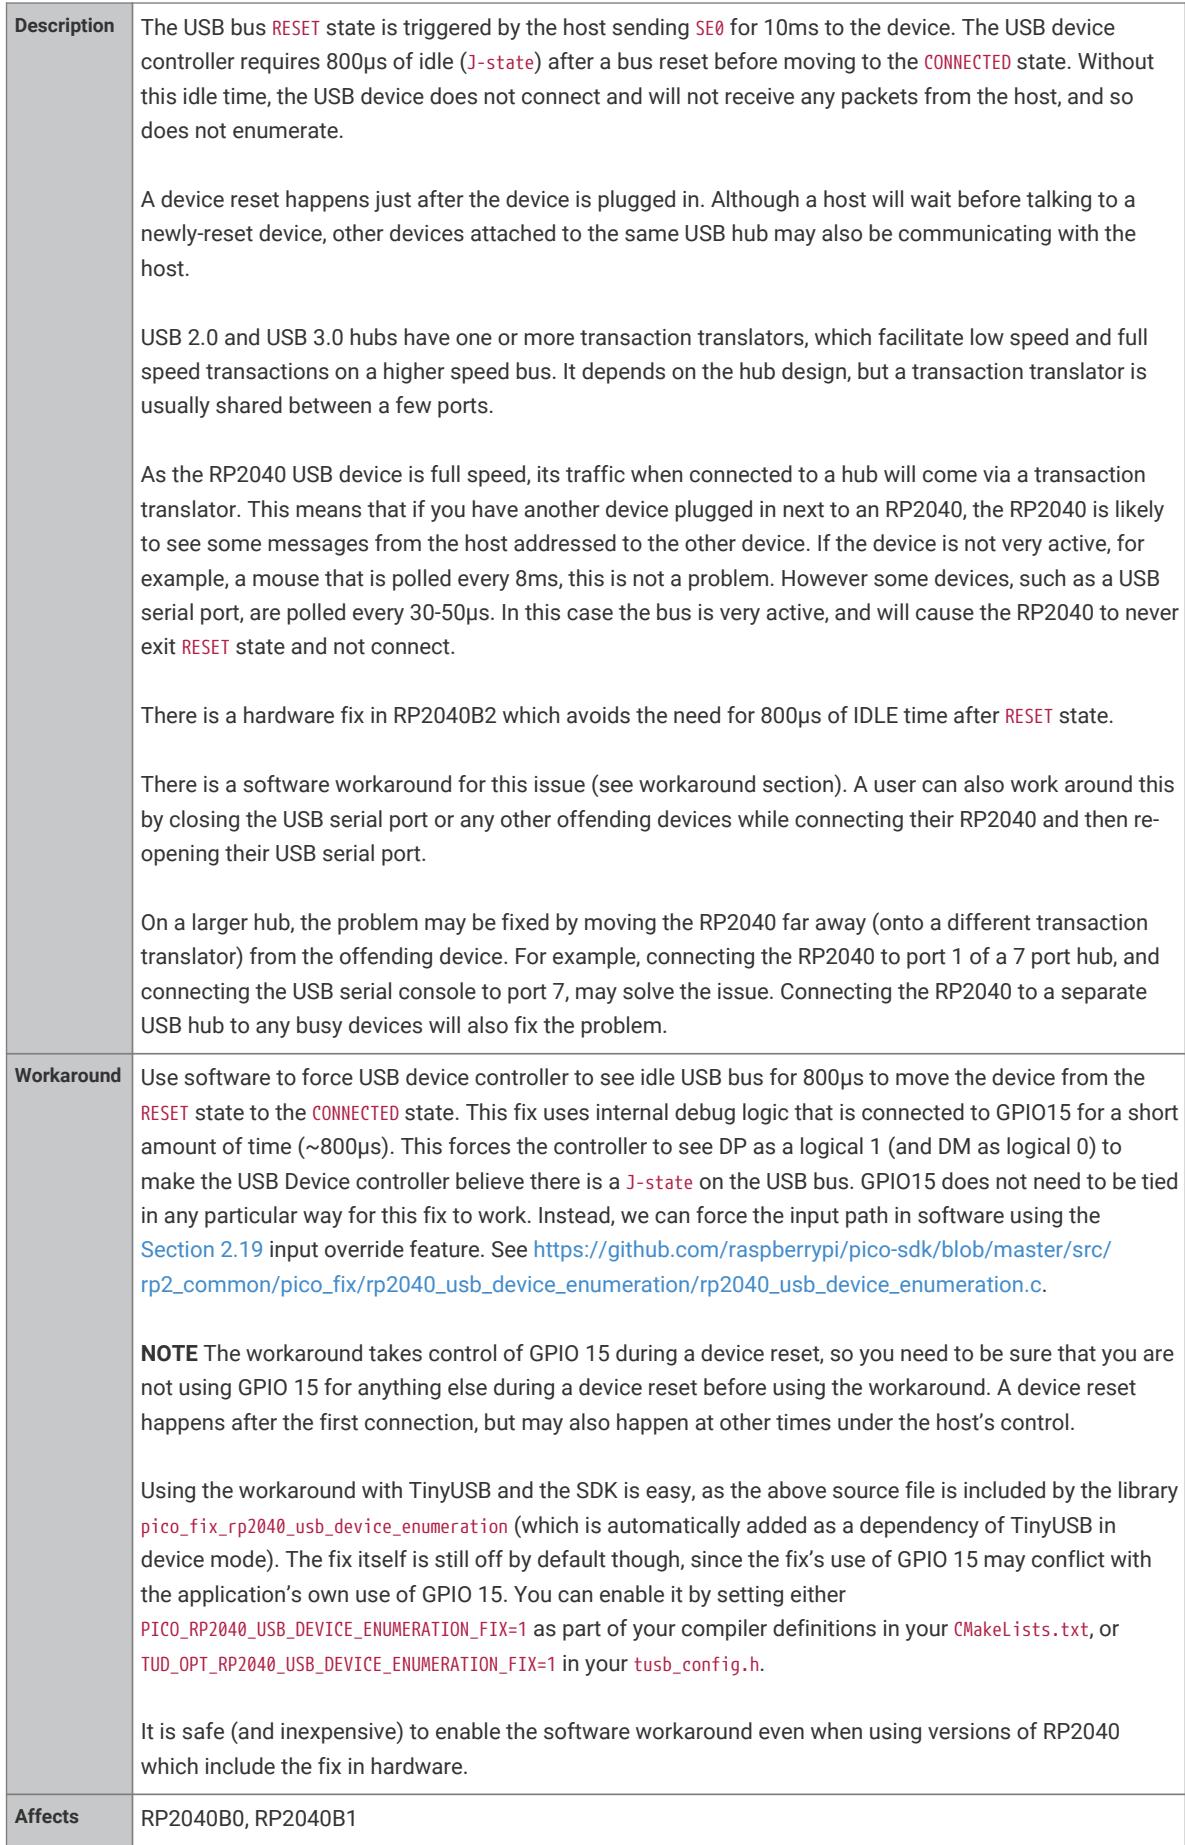 Description
The USB bus RESET state is triggered by the host sending SE0 for 10ms to the device. The USB device
controller requires 800µs of idle (J-state) after a bus reset before moving to the CONNECTED state. Without
this idle time, the USB device does not connect and will not receive any packets from the host, and so
does not enumerate.
A device reset happens just after the device is plugged in. Although a host will wait before talking to a
newly-reset device, other devices attached to the same USB hub may also be communicating with the
host.
USB 2.0 and USB 3.0 hubs have one or more transaction translators, which facilitate low speed and full
speed transactions on a higher speed bus. It depends on the hub design, but a transaction translator is
usually shared between a few ports.
As the RP2040 USB device is full speed, its traffic when connected to a hub will come via a transaction
translator. This means that if you have another device plugged in next to an RP2040, the RP2040 is likely
to see some messages from the host addressed to the other device. If the device is not very active, for
example, a mouse that is polled every 8ms, this is not a problem. However some devices, such as a USB
serial port, are polled every 30-50µs. In this case the bus is very active, and will cause the RP2040 to never
exit RESET state and not connect.
There is a hardware fix in RP2040B2 which avoids the need for 800µs of IDLE time after RESET state.
There is a software workaround for this issue (see workaround section). A user can also work around this
by closing the USB serial port or any other offending devices while connecting their RP2040 and then re-
opening their USB serial port.
On a larger hub, the problem may be fixed by moving the RP2040 far away (onto a different transaction
translator) from the offending device. For example, connecting the RP2040 to port 1 of a 7 port hub, and
connecting the USB serial console to port 7, may solve the issue. Connecting the RP2040 to a separate
USB hub to any busy devices will also fix the problem.
Workaround
Use software to force USB device controller to see idle USB bus for 800µs to move the device from the
RESET state to the CONNECTED state. This fix uses internal debug logic that is connected to GPIO15 for a short
amount of time (~800µs). This forces the controller to see DP as a logical 1 (and DM as logical 0) to
make the USB Device controller believe there is a J-state on the USB bus. GPIO15 does not need to be tied
in any particular way for this fix to work. Instead, we can force the input path in software using the
Section 2.19 input override feature. See https://github.com/raspberrypi/pico-sdk/blob/master/src/
rp2_common/pico_fix/rp2040_usb_device_enumeration/rp2040_usb_device_enumeration.c.
NOTE The workaround takes control of GPIO 15 during a device reset, so you need to be sure that you are
not using GPIO 15 for anything else during a device reset before using the workaround. A device reset
happens after the first connection, but may also happen at other times under the host's control.
Using the workaround with TinyUSB and the SDK is easy, as the above source file is included by the library
pico_fix_rp2040_usb_device_enumeration (which is automatically added as a dependency of TinyUSB in
device mode). The fix itself is still off by default though, since the fix's use of GPIO 15 may conflict with
the application's own use of GPIO 15. You can enable it by setting either
PICO_RP2040_USB_DEVICE_ENUMERATION_FIX=1 as part of your compiler definitions in your CMakeLists.txt, or
TUD_OPT_RP2040_USB_DEVICE_ENUMERATION_FIX=1 in your tusb_config.h.
It is safe (and inexpensive) to enable the software workaround even when using versions of RP2040
which include the fix in hardware.
Affects
RP2040B0, RP2040B1